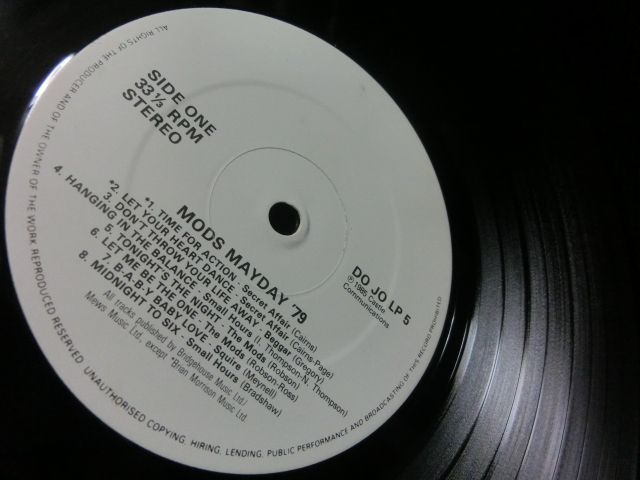 SIDE ONE
33⅓ RPM
STEREO
MODS MAYDAY '79
DO JO LP 5
℗ 1985 Castle
Communications
*1. TIME FOR ACTION - Secret Affair (Cairns)
*2. LET YOUR HEART DANCE - Secret Affair (Cairns-Page)
3. DON'T THROW YOUR LIFE AWAY - Beggar (Gregory)
4. HANGING IN THE BALANCE - Small Hours (I. Thompson-N. Thompson)
5. TONIGHT'S THE NIGHT - The Mods (Robson)
6. LET ME BE THE ONE - The Mods (Robson-Ross)
7. B-A-B-Y BABY LOVE - Squire (Meynell)
8. MIDNIGHT TO SIX - Small Hours (Bradshaw)
All tracks published by Bridgehouse Music Ltd./
Mews Music Ltd. except Brian Morrison Music Ltd.
ALL RIGHTS OF THE PRODUCER AND OF THE OWNER OF THE WORK REPRODUCED RESERVED UNAUTHORISED COPYING, HIRING, LENDING, PUBLIC PERFORMANCE AND BROADCASTING OF THIS RECORD PROHIBITED